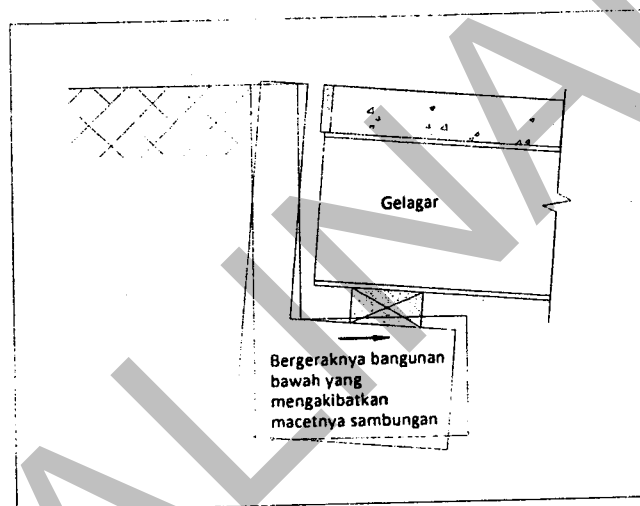 Gelagar
Bergeraknya bangunan
bawah yang
mengakibatkan
macetnya sambungan